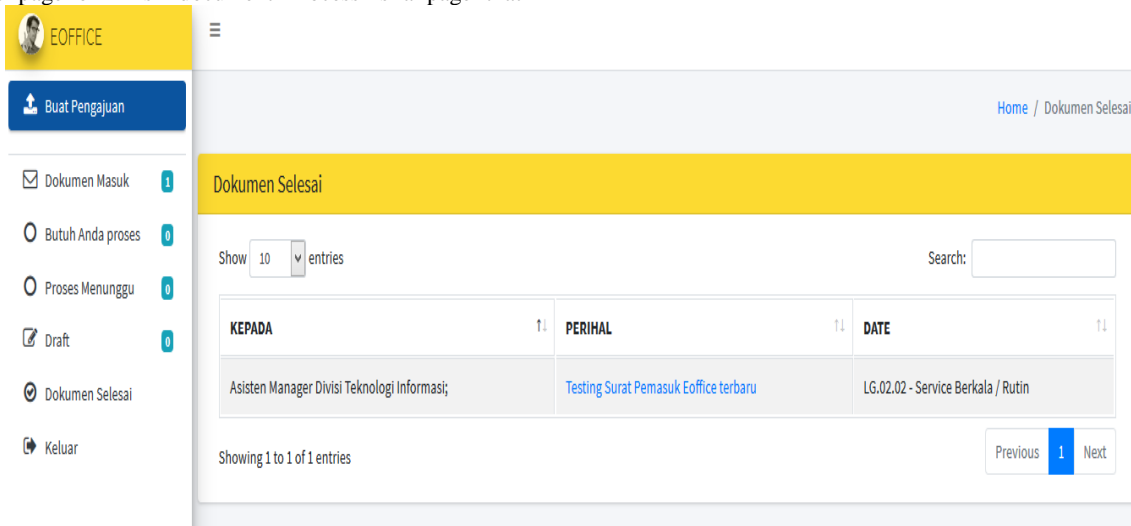 EOFFICE
Buat Pengajuan
Home / Dokumen Selesai
Dokumen Masuk 1
Dokumen Selesai
Butuh Anda proses 0
Show 10 entries
Search:
Proses Menunggu 0
KEPADA PERIHAL DATE
Draft 0
Asisten Manager Divisi Teknologi Informasi; Testing Surat Pemasuk Eoffice terbaru LG.02.02 - Service Berkala / Rutin
Dokumen Selesai
Keluar
Showing 1 to 1 of 1 entries
Previous 1 Next